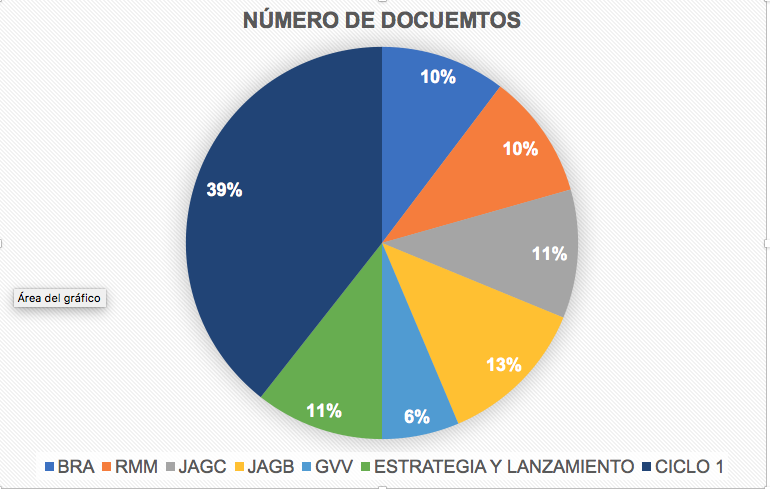 NÚMERO DE DOCUEMTOS
10%
10%
39%
11%
Área del gráfico
13%
11%
6%
BRA RMM JAGC JAGB GVV ESTRATEGIA Y LANZAMIENTO CICLO 1